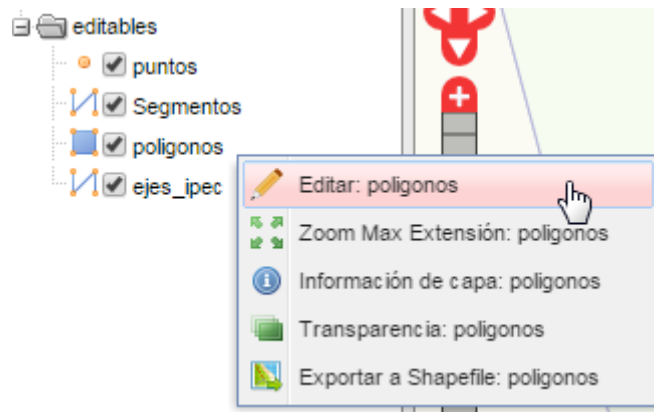 editables
puntos
Segmentos
poligonos
ejes_ipec
Editar: poligonos
Zoom Max Extensión: poligonos
Información de capa: poligonos
Transparencia: poligonos
Exportar a Shapefile: poligonos